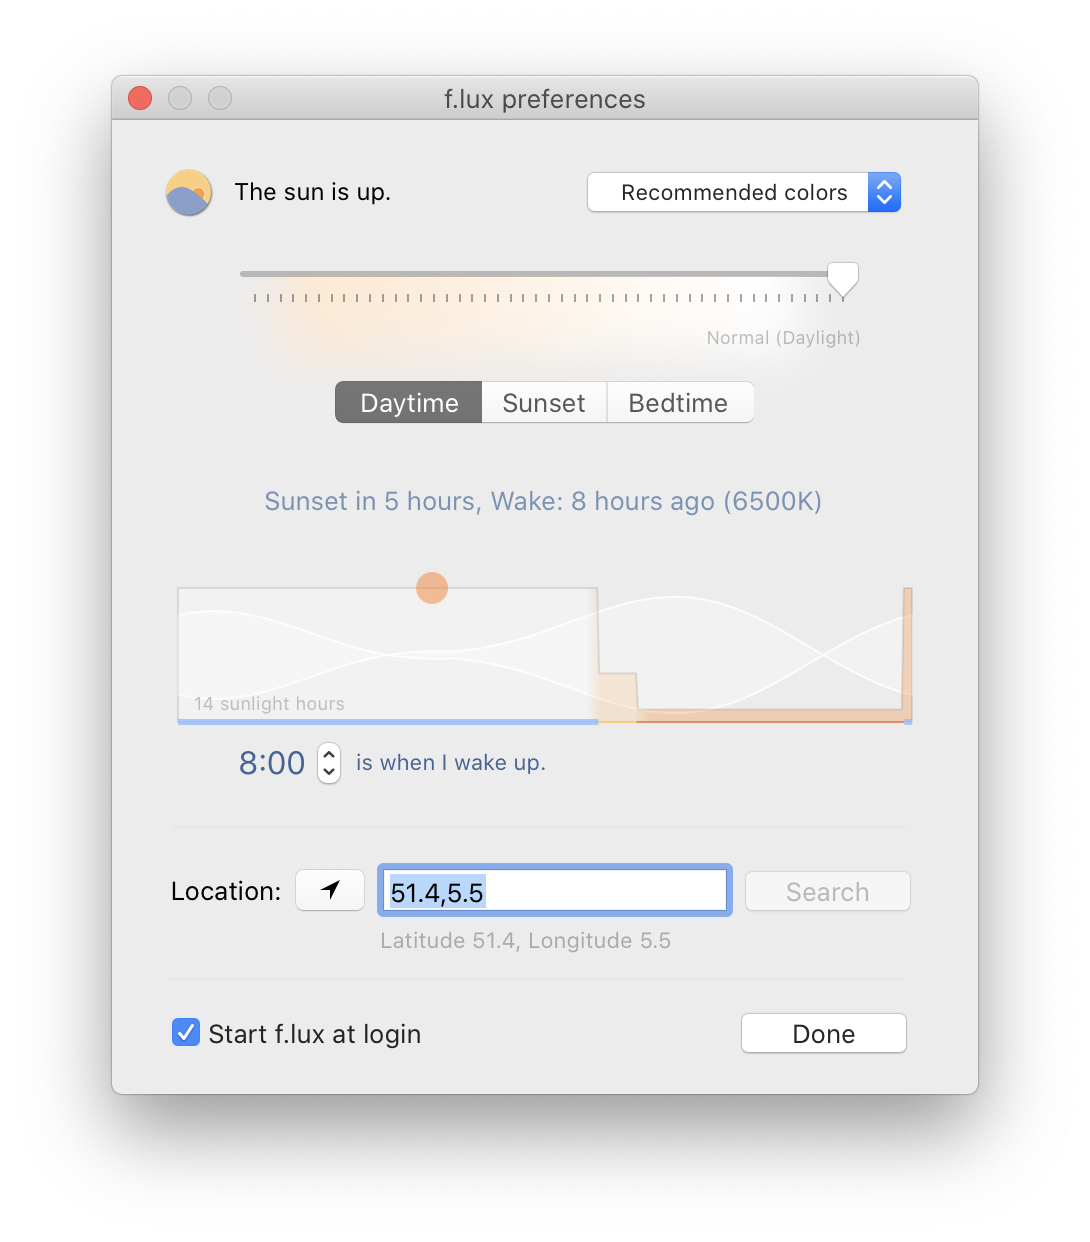 f.lux preferences
The sun is up.
Recommended colors
Normal (Daylight)
Daytime Sunset Bedtime
Sunset in 5 hours, Wake: 8 hours ago (6500K)
14 sunlight hours
8:00 is when I wake up.
Location: 51.4,5.5 Search
Latitude 51.4, Longitude 5.5
Start f.lux at login
Done